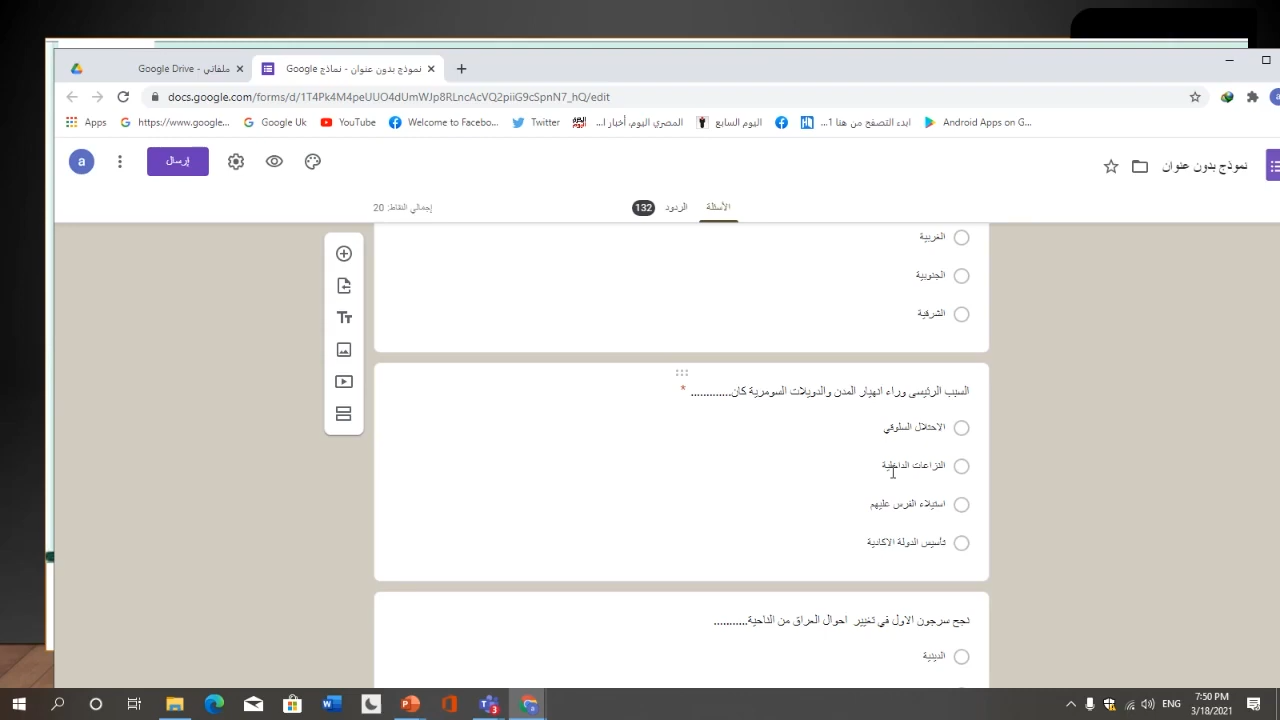 ملفاتي - Google Drive
نموذج بدون عنوان - نماذج Google
docs.google.com/forms/d/1T4Pk4M4peUUO4dUmWJp8RLncAcVQ2piiG9cSpnN7_hQ/edit
Apps
https://www.google...
Google Uk
YouTube
Welcome to Facebo...
Twitter
المصري اليوم، أخبار ا...
اليوم السابع
ابدء التصفح من هنا 1...
Android Apps on G...
a
إرسال
نموذج بدون عنوان
الأسئلة
الردود 132
إجمالي النقاط: 20
الغربية
الجنوبية
الشرقية
السبب الرئيسى وراء انهيار المدن والدويلات السومرية كان............. *
الاحتلال السلوقي
النزاعات الداخلية
استيلاء الفرس عليهم
تأسيس الدولة الاكادية
نجح سرجون الاول في تغيير احوال العراق من الناحية...........
الدينية
ENG
7:50 PM
3/18/2021